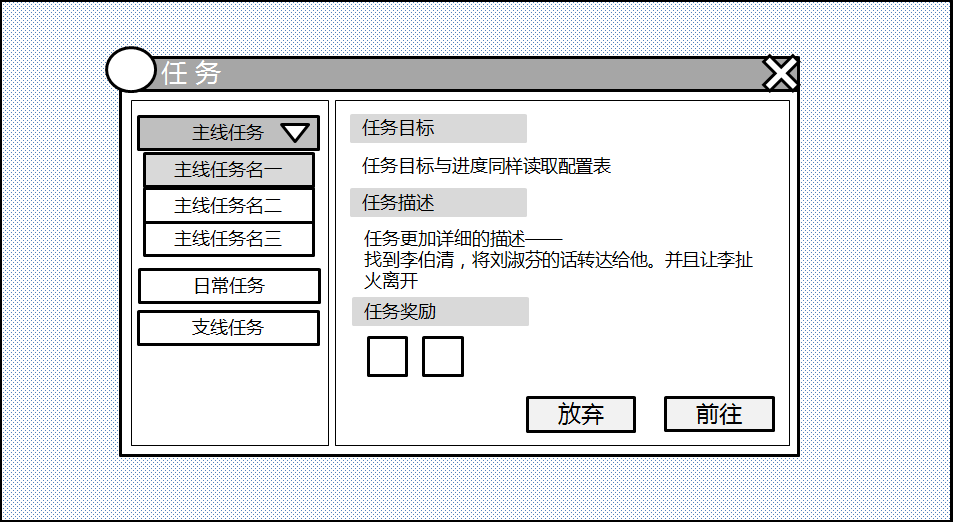 任务
主线任务
主线任务名一
主线任务名二
主线任务名三
日常任务
支线任务
任务目标
任务目标与进度同样读取配置表
任务描述
任务更加详细的描述——
找到李伯清，将刘淑芬的话转达给他。并且让李扯
火离开
任务奖励
放弃
前往